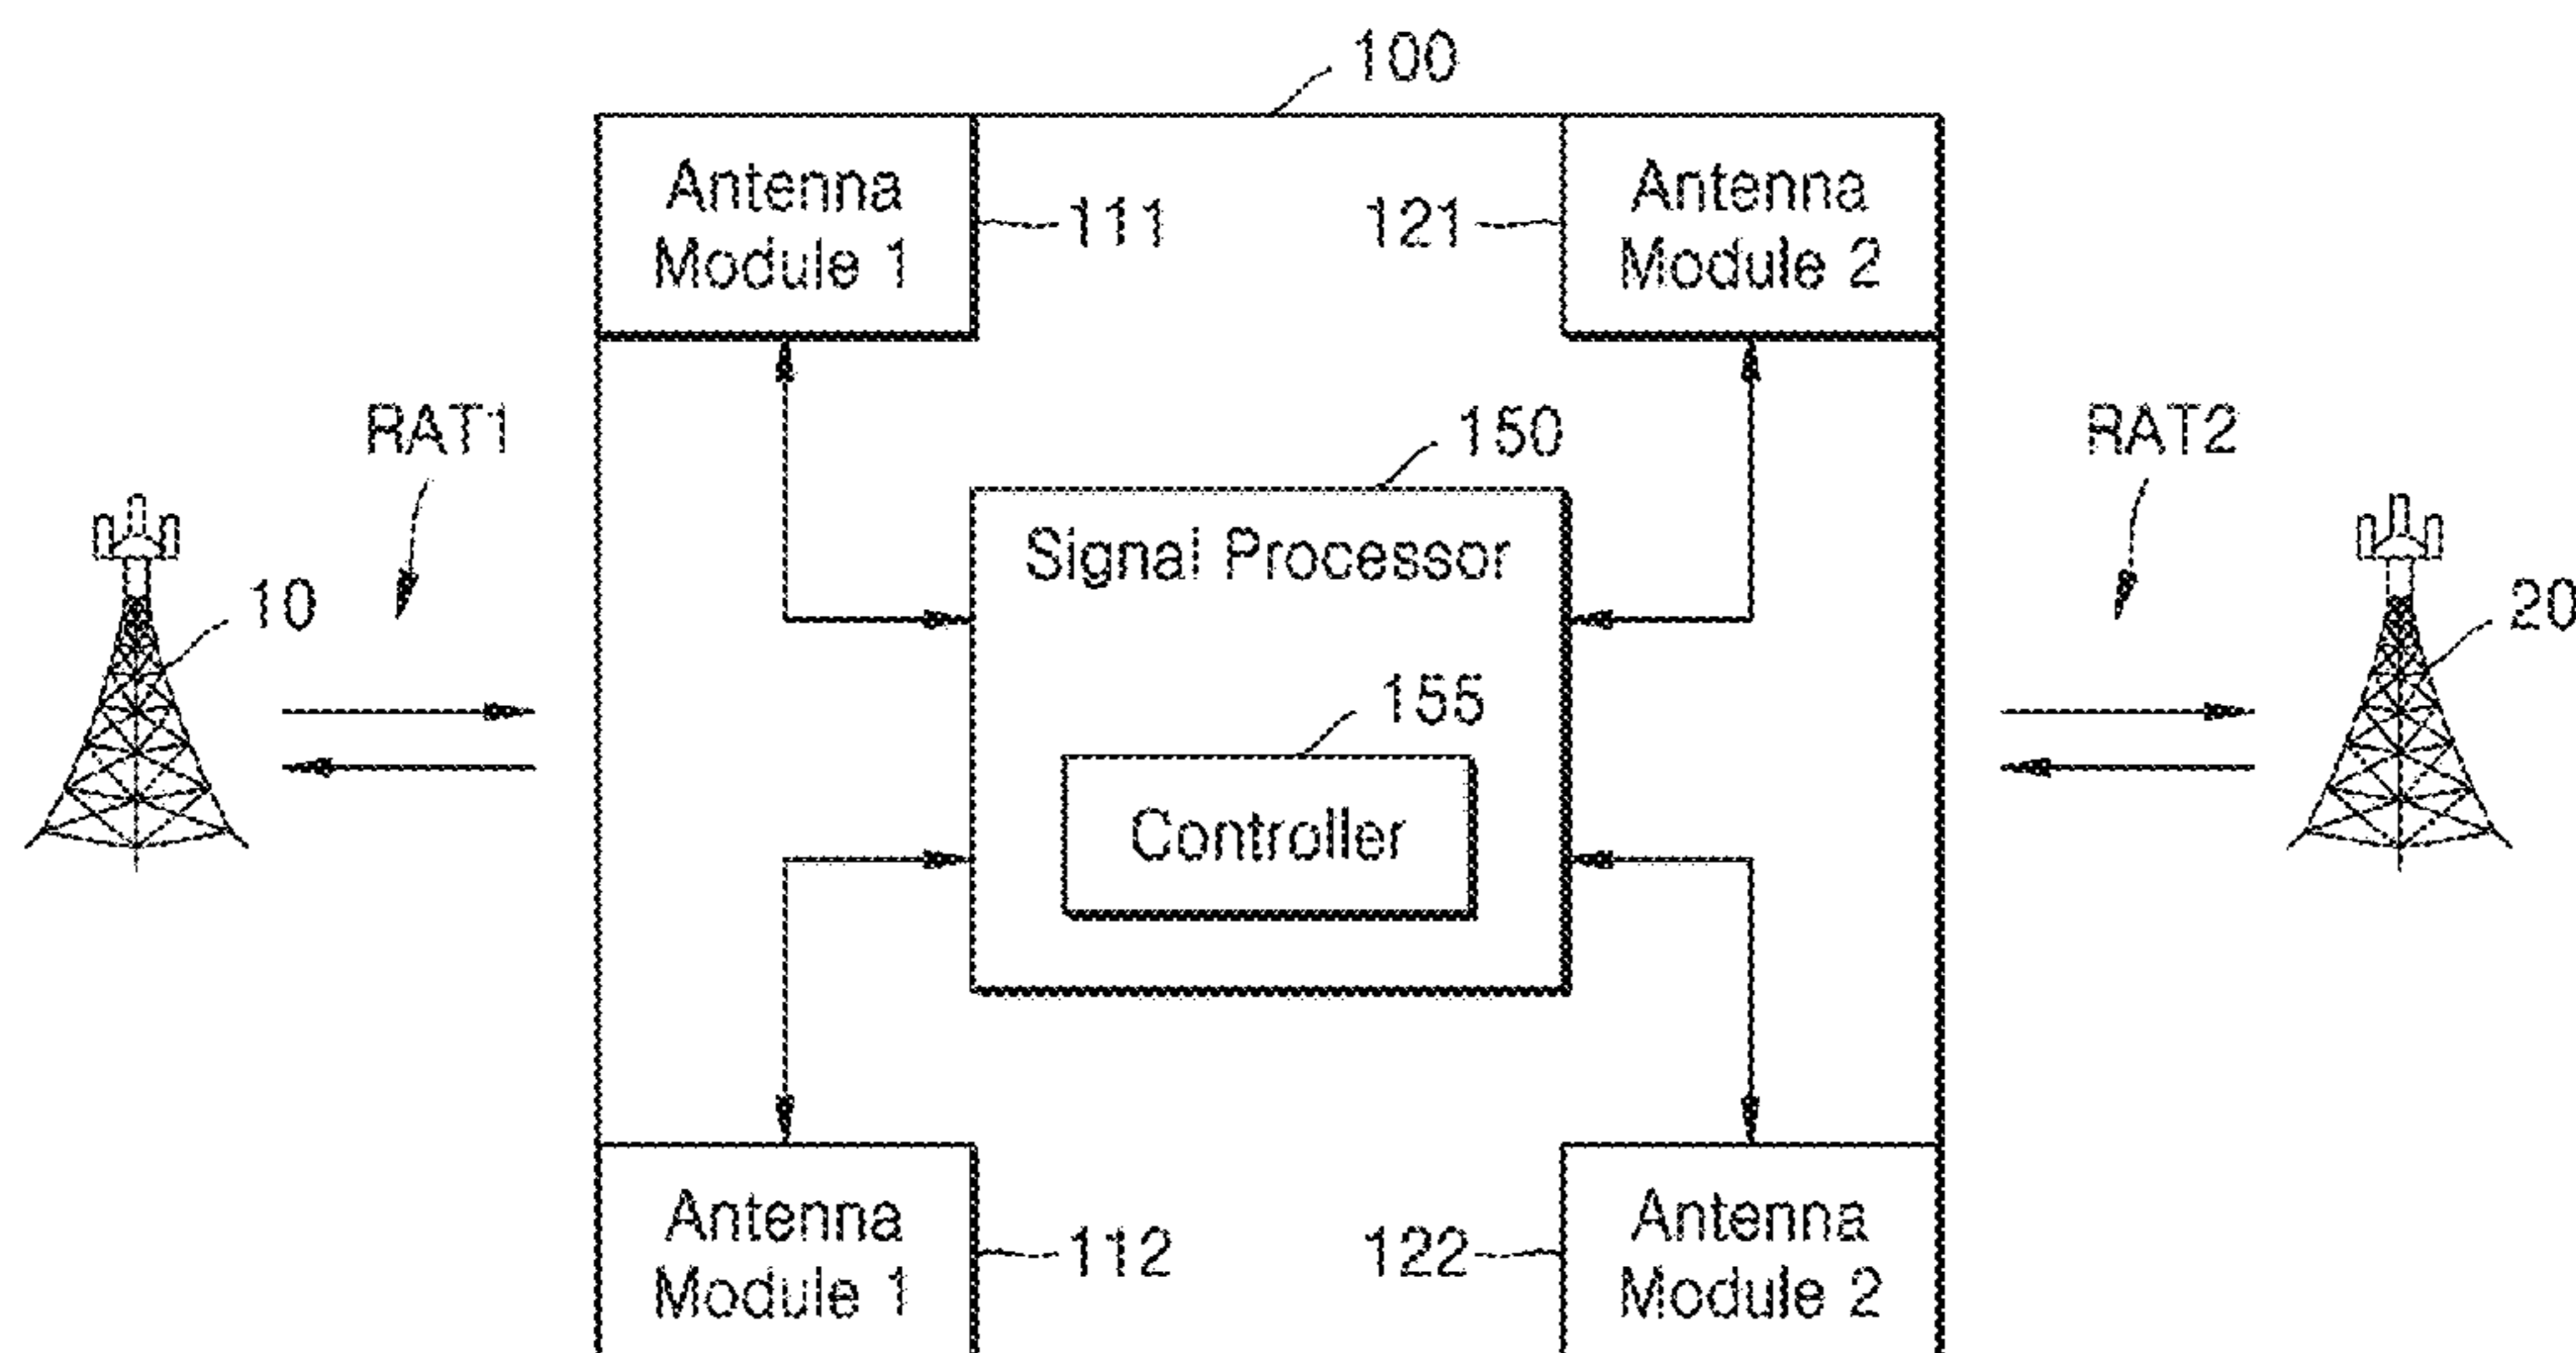 100
Antenna
Module 1
111
121
Antenna
Module 2
RAT1
150
RAT2
Signal Processor
10
20
155
Controller
Antenna
Module 1
112
122
Antenna
Module 2